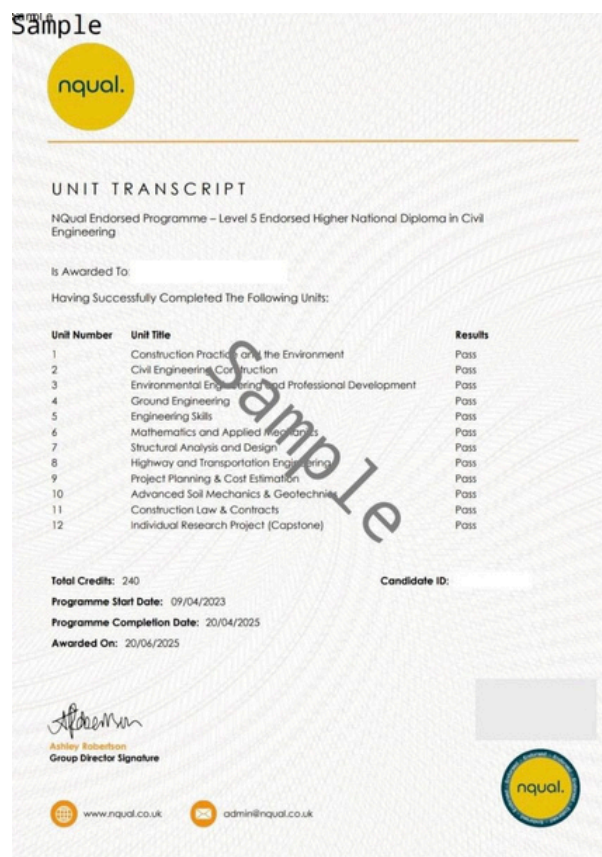 Sample
Sample
nqual.
UNIT TRANSCRIPT
NQual Endorsed Programme – Level 5 Endorsed Higher National Diploma in Civil
Engineering
Is Awarded To:
Having Successfully Completed The Following Units:
Unit Number Unit Title Results
1 Construction Practice and the Environment Pass
2 Civil Engineering Construction Pass
3 Environmental Engineering and Professional Development Pass
4 Ground Engineering Pass
5 Engineering Skills Pass
6 Mathematics and Applied Mechanics Pass
7 Structural Analysis and Design Pass
8 Highway and Transportation Engineering Pass
9 Project Planning & Cost Estimation Pass
10 Advanced Soil Mechanics & Geotechnics Pass
11 Construction Law & Contracts Pass
12 Individual Research Project (Capstone) Pass
Sample
Total Credits: 240 Candidate ID:
Programme Start Date: 09/04/2023
Programme Completion Date: 20/04/2025
Awarded On: 20/06/2025
Ashley Robertson
Group Director Signature
www.nqual.co.uk admin@nqual.co.uk
nqual.